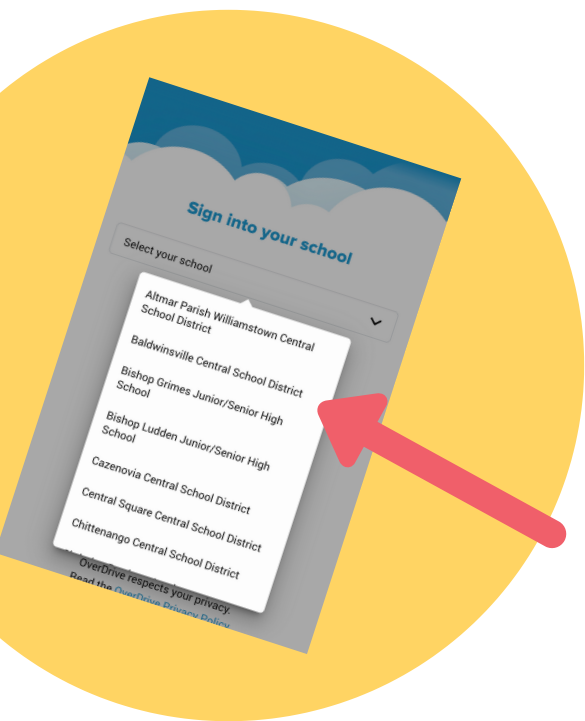 Sign into your school
Select your school
Altmar Parish Williamstown Central
School District
Baldwinsville Central School District
Bishop Grimes Junior/Senior High
School
Bishop Ludden Junior/Senior High
School
Cazenovia Central School District
Central Square Central School District
Chittenango Central School District
OverDrive respects your privacy.
Read the OverDrive Privacy Policy